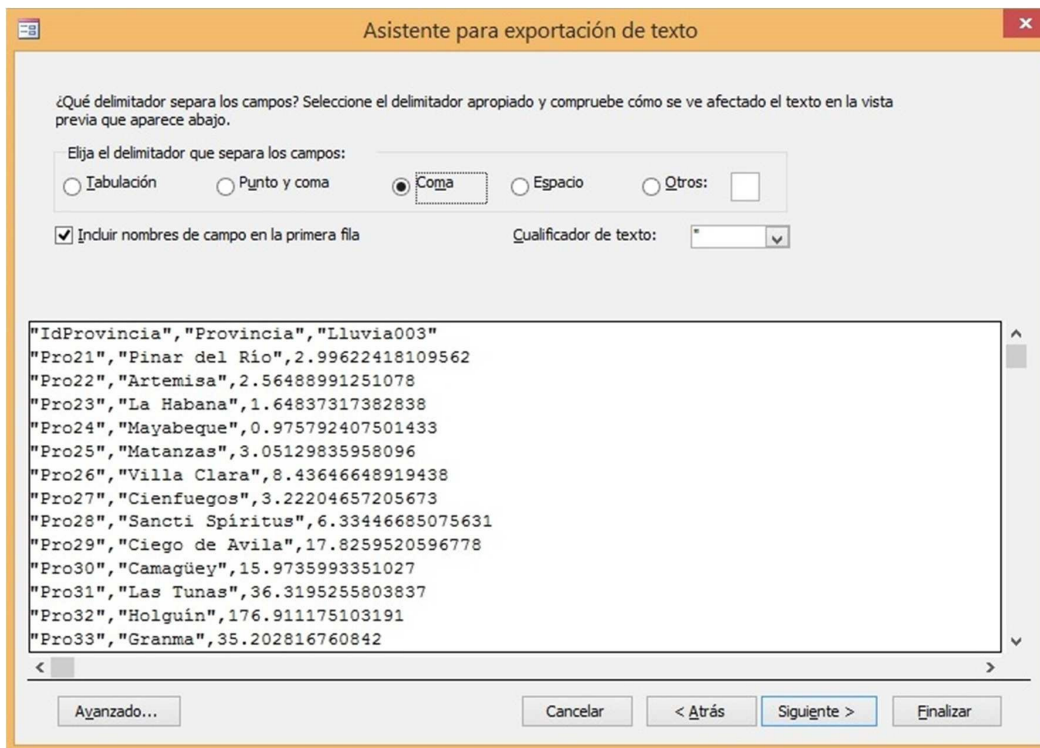 Asistente para exportación de texto
¿Qué delimitador separa los campos? Seleccione el delimitador apropiado y compruebe cómo se ve afectado el texto en la vista
previa que aparece abajo.
Elija el delimitador que separa los campos:
Tabulación Punto y coma Coma Espacio Otros:
Incluir nombres de campo en la primera fila Cualificador de texto: "
"IdProvincia","Provincia","Lluvia003"
"Pro21","Pinar del Río",2.99622418109562
"Pro22","Artemisa",2.56488991251078
"Pro23","La Habana",1.64837317382838
"Pro24","Mayabeque",0.975792407501433
"Pro25","Matanzas",3.05129835958096
"Pro26","Villa Clara",8.43646648919438
"Pro27","Cienfuegos",3.22204657205673
"Pro28","Sancti Spíritus",6.33446685075631
"Pro29","Ciego de Avila",17.8259520596778
"Pro30","Camagüey",15.9735993351027
"Pro31","Las Tunas",36.3195255803837
"Pro32","Holguín",176.911175103191
"Pro33","Granma",35.202816760842
Avanzado... Cancelar < Atrás Siguiente > Finalizar